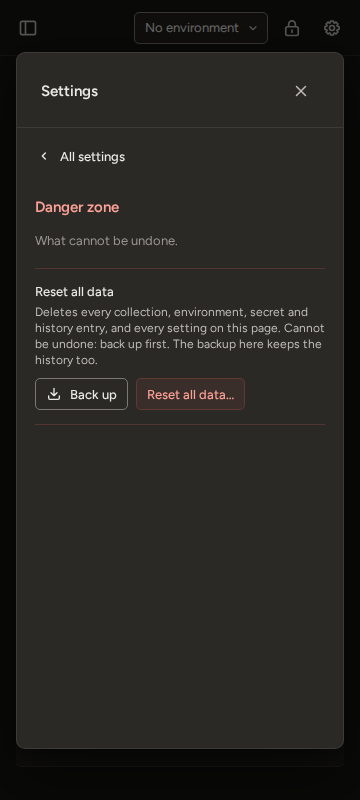 No environment
Settings
All settings
Danger zone
What cannot be undone.
Reset all data
Deletes every collection, environment, secret and
history entry, and every setting on this page. Cannot
be undone: back up first. The backup here keeps the
history too.
Back up
Reset all data...